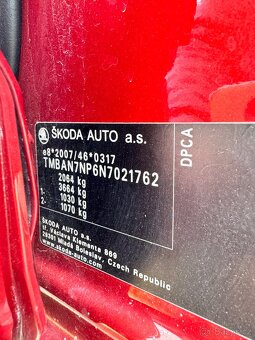 ŠKODA AUTO a.s.
e8*2007/46*0317
TMBAN7NP6N7021762
2064 kg
3664 kg
1- 1030 kg
2- 1070 kg
DPCA
ŠKODA AUTO a.s.
tř. Václava Klementa 869
29301 Mladá Boleslav, Czech Republic
www.skoda-auto.com